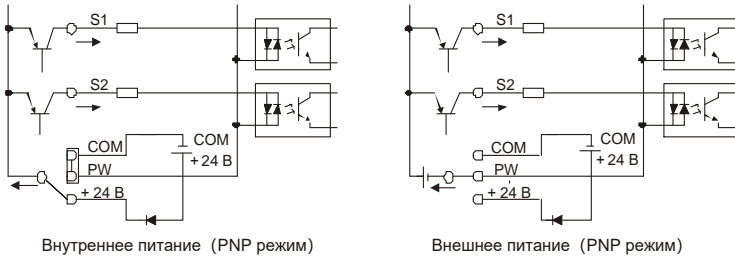 S1
S2
COM
COM
+ 24 В
PW
+ 24 В
Внутреннее питание (PNP режим)
S1
S2
COM
COM
+ 24 В
PW
+ 24 В
Внешнее питание (PNP режим)